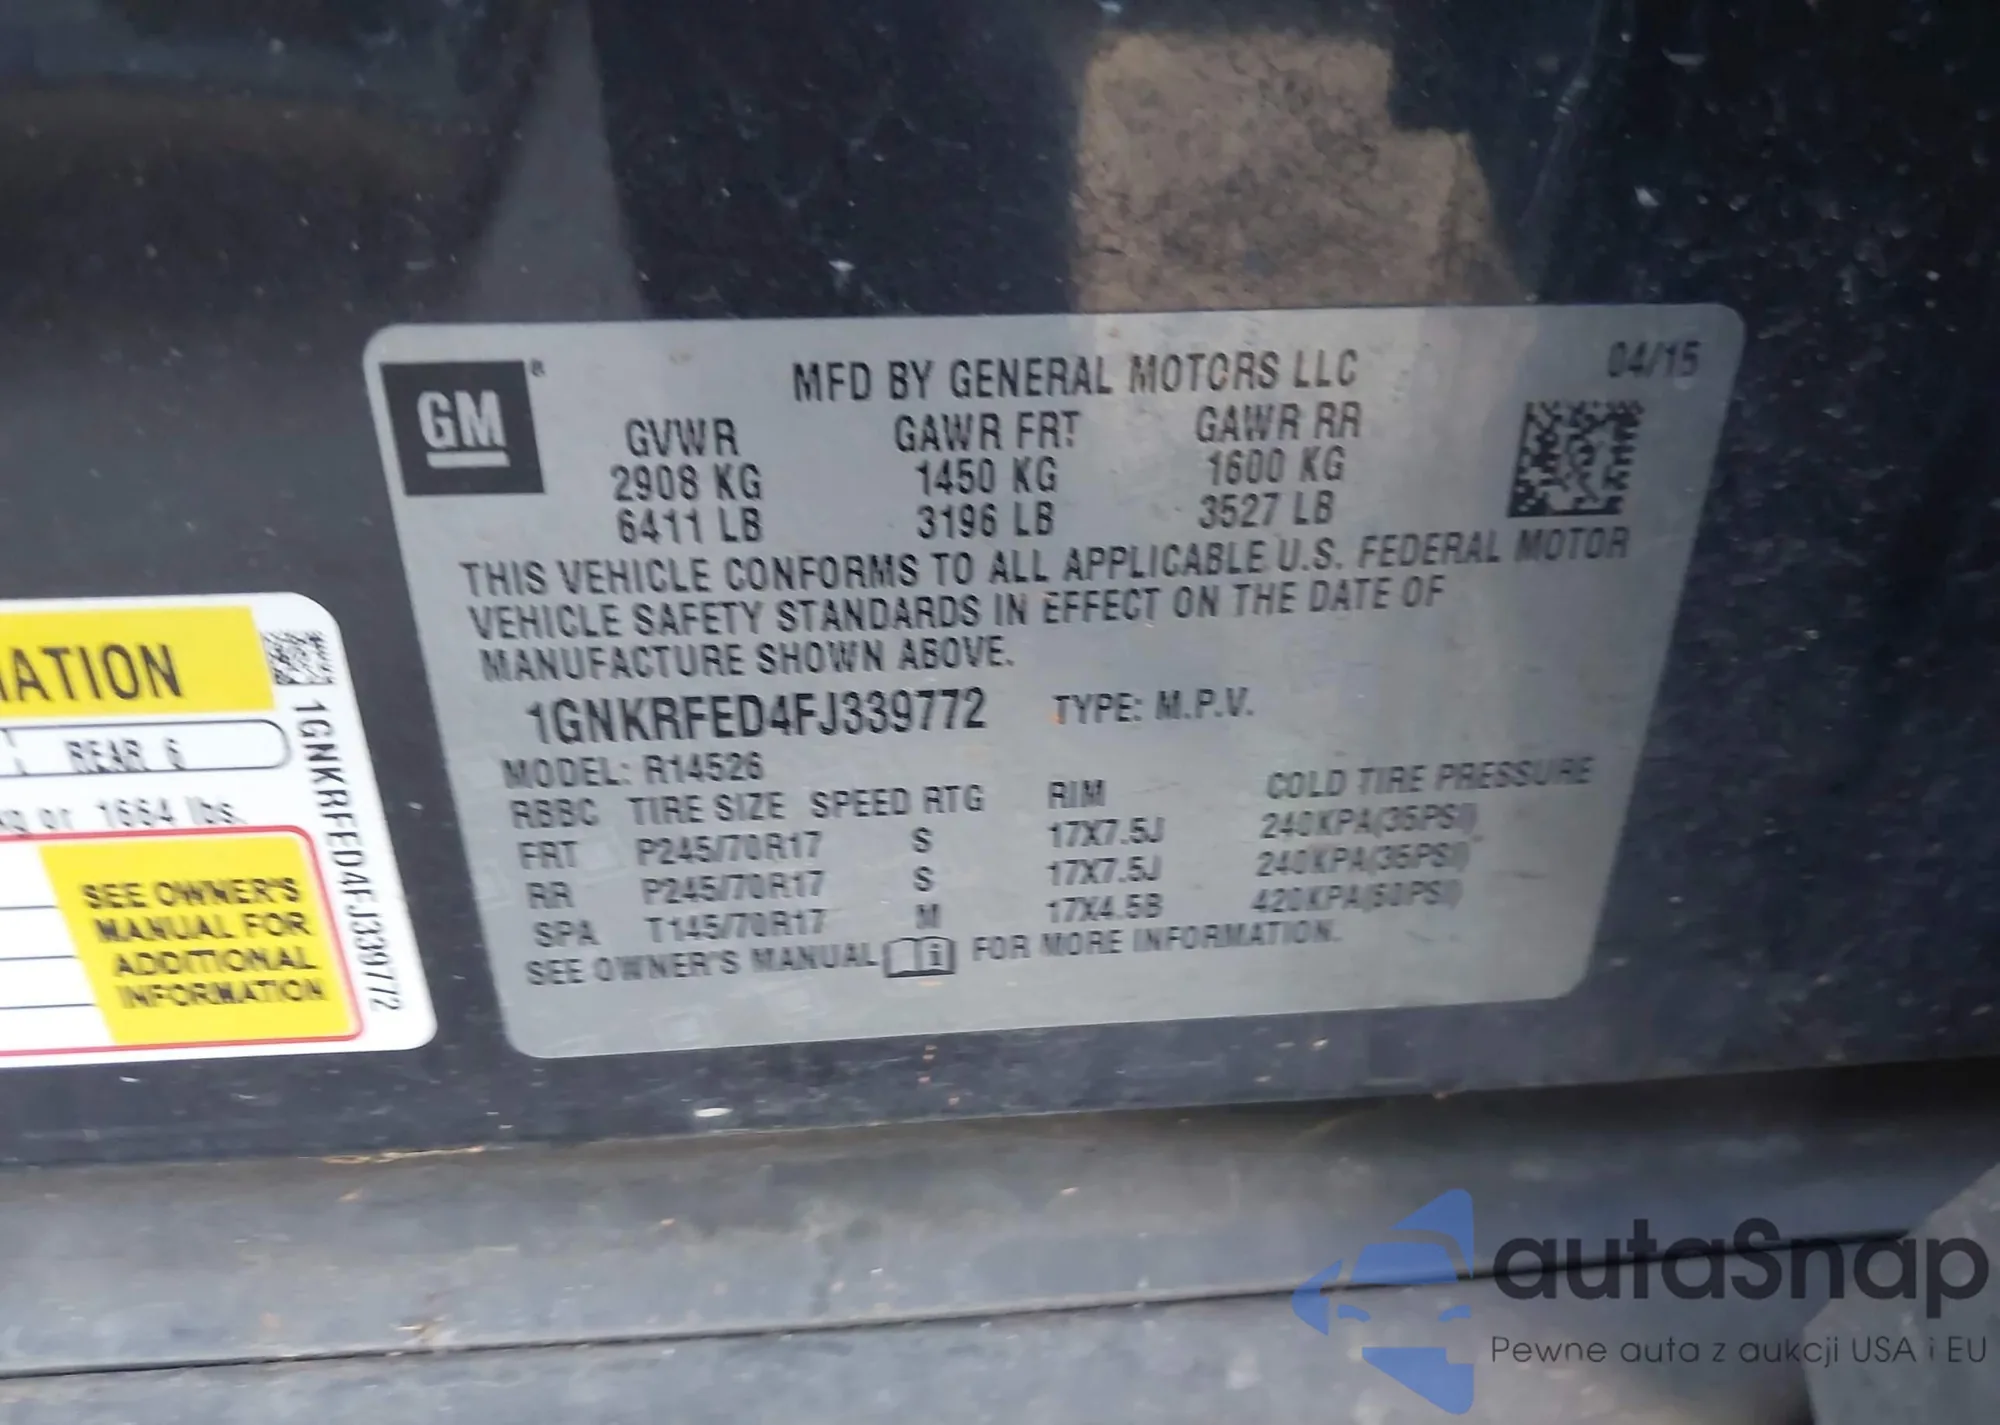 GM®
MFD BY GENERAL MOTORS LLC
04/15
GVWR GAWR FRT GAWR RR
2908 KG 1450 KG 1600 KG
6411 LB 3196 LB 3527 LB
THIS VEHICLE CONFORMS TO ALL APPLICABLE U.S. FEDERAL MOTOR
VEHICLE SAFETY STANDARDS IN EFFECT ON THE DATE OF
MANUFACTURE SHOWN ABOVE.
1GNKRFED4FJ339772 TYPE: M.P.V.
MODEL: R14526
RBBC TIRE SIZE SPEED RTG RIM COLD TIRE PRESSURE
FRT P245/70R17 S 17X7.5J 240KPA(35PSI)
RR P245/70R17 S 17X7.5J 240KPA(35PSI)
SPA T145/70R17 M 17X4.5B 420KPA(60PSI)
SEE OWNER'S MANUAL i FOR MORE INFORMATION.
ATION
REAR 6
kg or 1664 lbs.
SEE OWNER'S
MANUAL FOR
ADDITIONAL
INFORMATION
1GNKRFED4FJ339772
autaSnap
Pewne auta z aukcji USA i EU